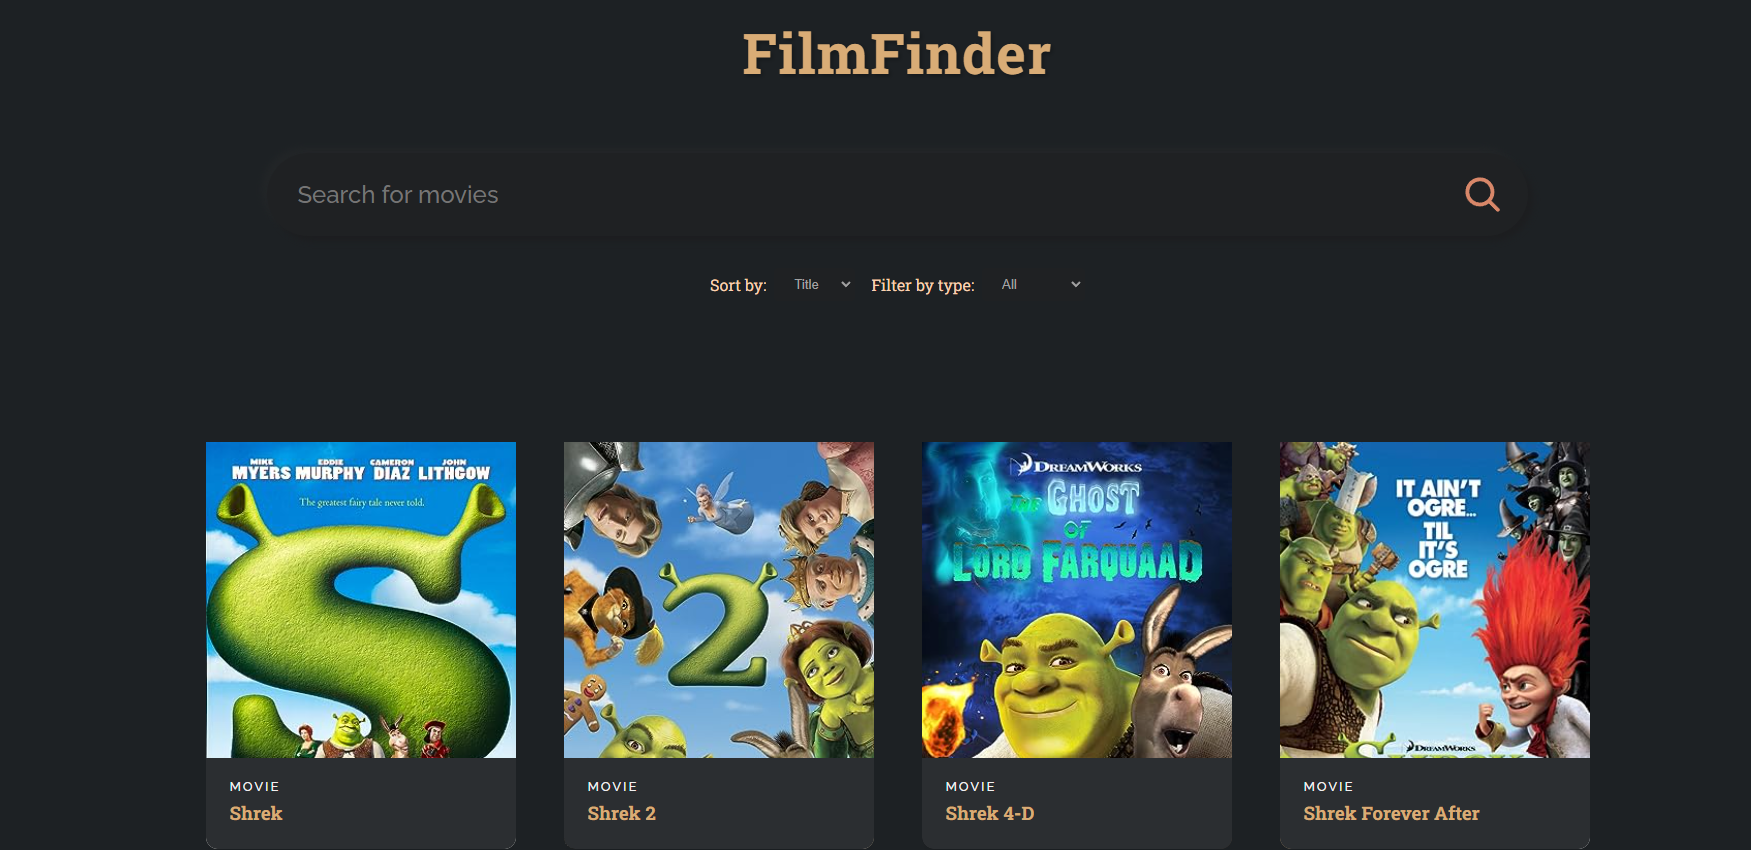 FilmFinder
Search for movies
Sort by: Title Filter by type: All
MIKE MYERS EDDIE MURPHY CAMERON DIAZ JOHN LITHGOW
The greatest fairy tale never told.
2
DREAMWORKS
THE GHOST
OF
LORD FARQUAAD
IT AIN'T
OGRE...
TIL
IT'S
OGRE
DREAMWORKS
MOVIE
Shrek
MOVIE
Shrek 2
MOVIE
Shrek 4-D
MOVIE
Shrek Forever After